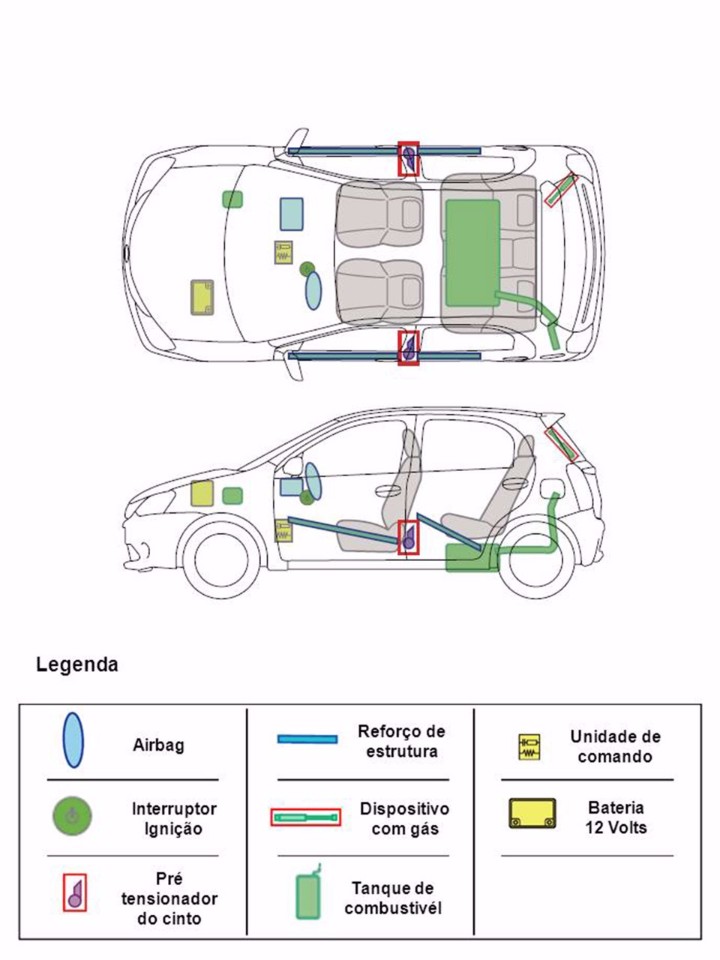 Legenda
Airbag
Reforço de
estrutura
Unidade de
comando
Interruptor
Ignição
Dispositivo
com gás
Bateria
12 Volts
Pré
tensionador
do cinto
Tanque de
combustivél